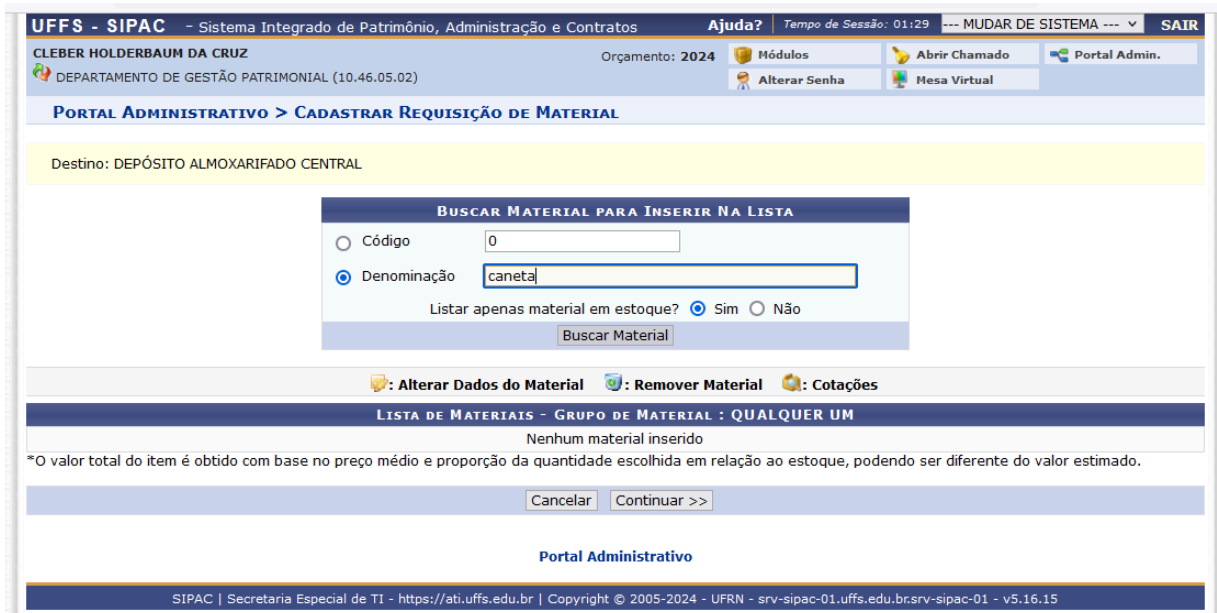 UFFS - SIPAC - Sistema Integrado de Patrimônio, Administração e Contratos Ajuda? Tempo de Sessão: 01:29 --- MUDAR DE SISTEMA --- SAIR
CLEBER HOLDERBAUM DA CRUZ Orçamento: 2024 Módulos Abrir Chamado Portal Admin.
DEPARTAMENTO DE GESTÃO PATRIMONIAL (10.46.05.02) Alterar Senha Mesa Virtual
PORTAL ADMINISTRATIVO > CADASTRAR REQUISIÇÃO DE MATERIAL
Destino: DEPÓSITO ALMOXARIFADO CENTRAL
BUSCAR MATERIAL PARA INSERIR NA LISTA
Código 0
Denominação caneta
Listar apenas material em estoque? Sim Não
Buscar Material
: Alterar Dados do Material : Remover Material : Cotações
LISTA DE MATERIAIS - GRUPO DE MATERIAL : QUALQUER UM
Nenhum material inserido
*O valor total do item é obtido com base no preço médio e proporção da quantidade escolhida em relação ao estoque, podendo ser diferente do valor estimado.
Cancelar Continuar >>
Portal Administrativo
SIPAC | Secretaria Especial de TI - https://ati.uffs.edu.br | Copyright © 2005-2024 - UFRN - srv-sipac-01.uffs.edu.br.srv-sipac-01 - v5.16.15